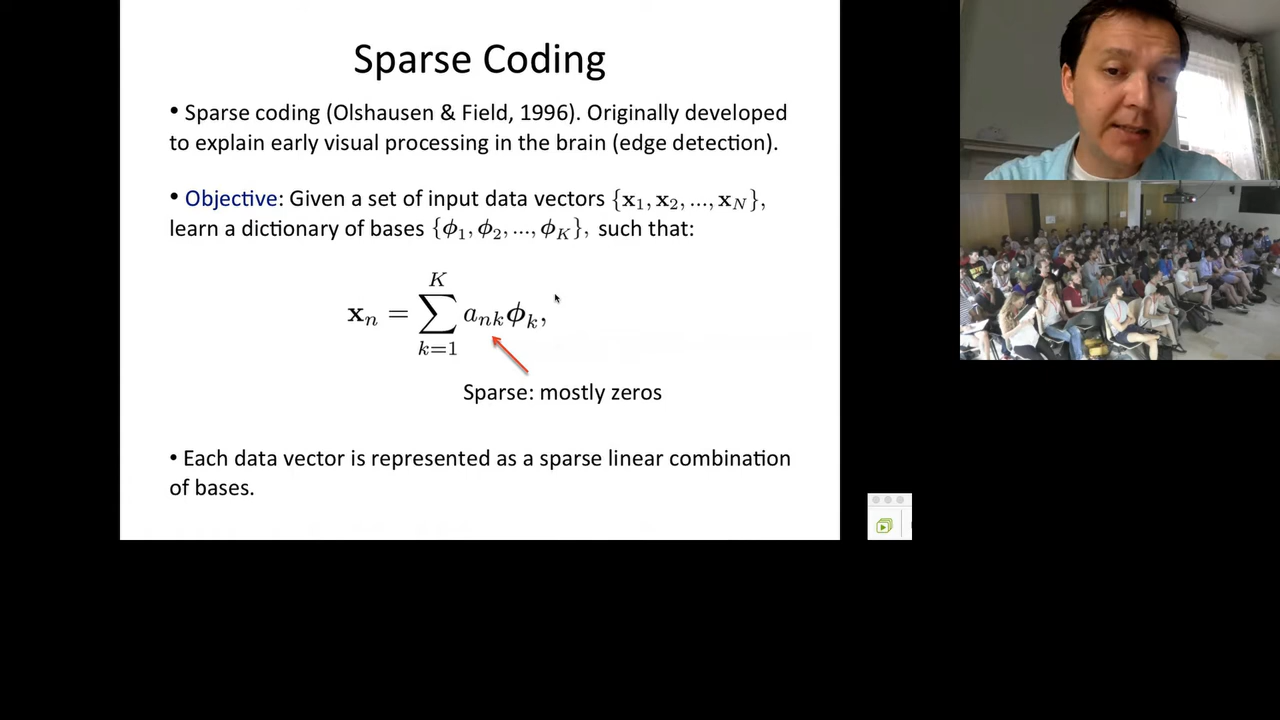 Sparse Coding
• Sparse coding (Olshausen & Field, 1996). Originally developed
to explain early visual processing in the brain (edge detection).
• Objective: Given a set of input data vectors {x₁, x₂, ..., x_N},
learn a dictionary of bases {ϕ₁, ϕ₂, ..., ϕ_K}, such that:
x_n = ∑_{k=1}^{K} a_{nk} ϕ_k,
Sparse: mostly zeros
• Each data vector is represented as a sparse linear combination
of bases.